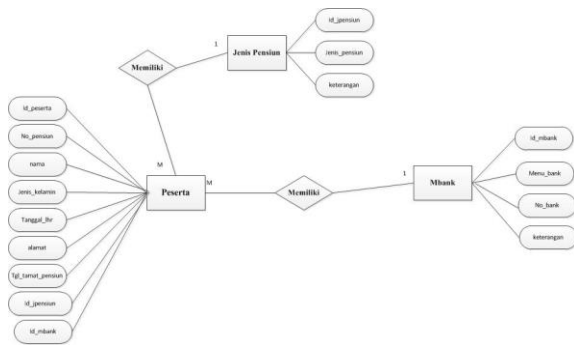 id_jpensiun
1
Jenis Pensiun
Jenis_pensiun
Memiliki
keterangan
Id_peserta
No_pensiun
M
nama
Jenis_kelamin
Peserta
M
Memiliki
1
Mbank
id_mbank
Menu_bank
No_bank
keterangan
Tanggal_lhr
alamat
Tgl_tamat_pensiun
Id_jpensiun
Id_mbank